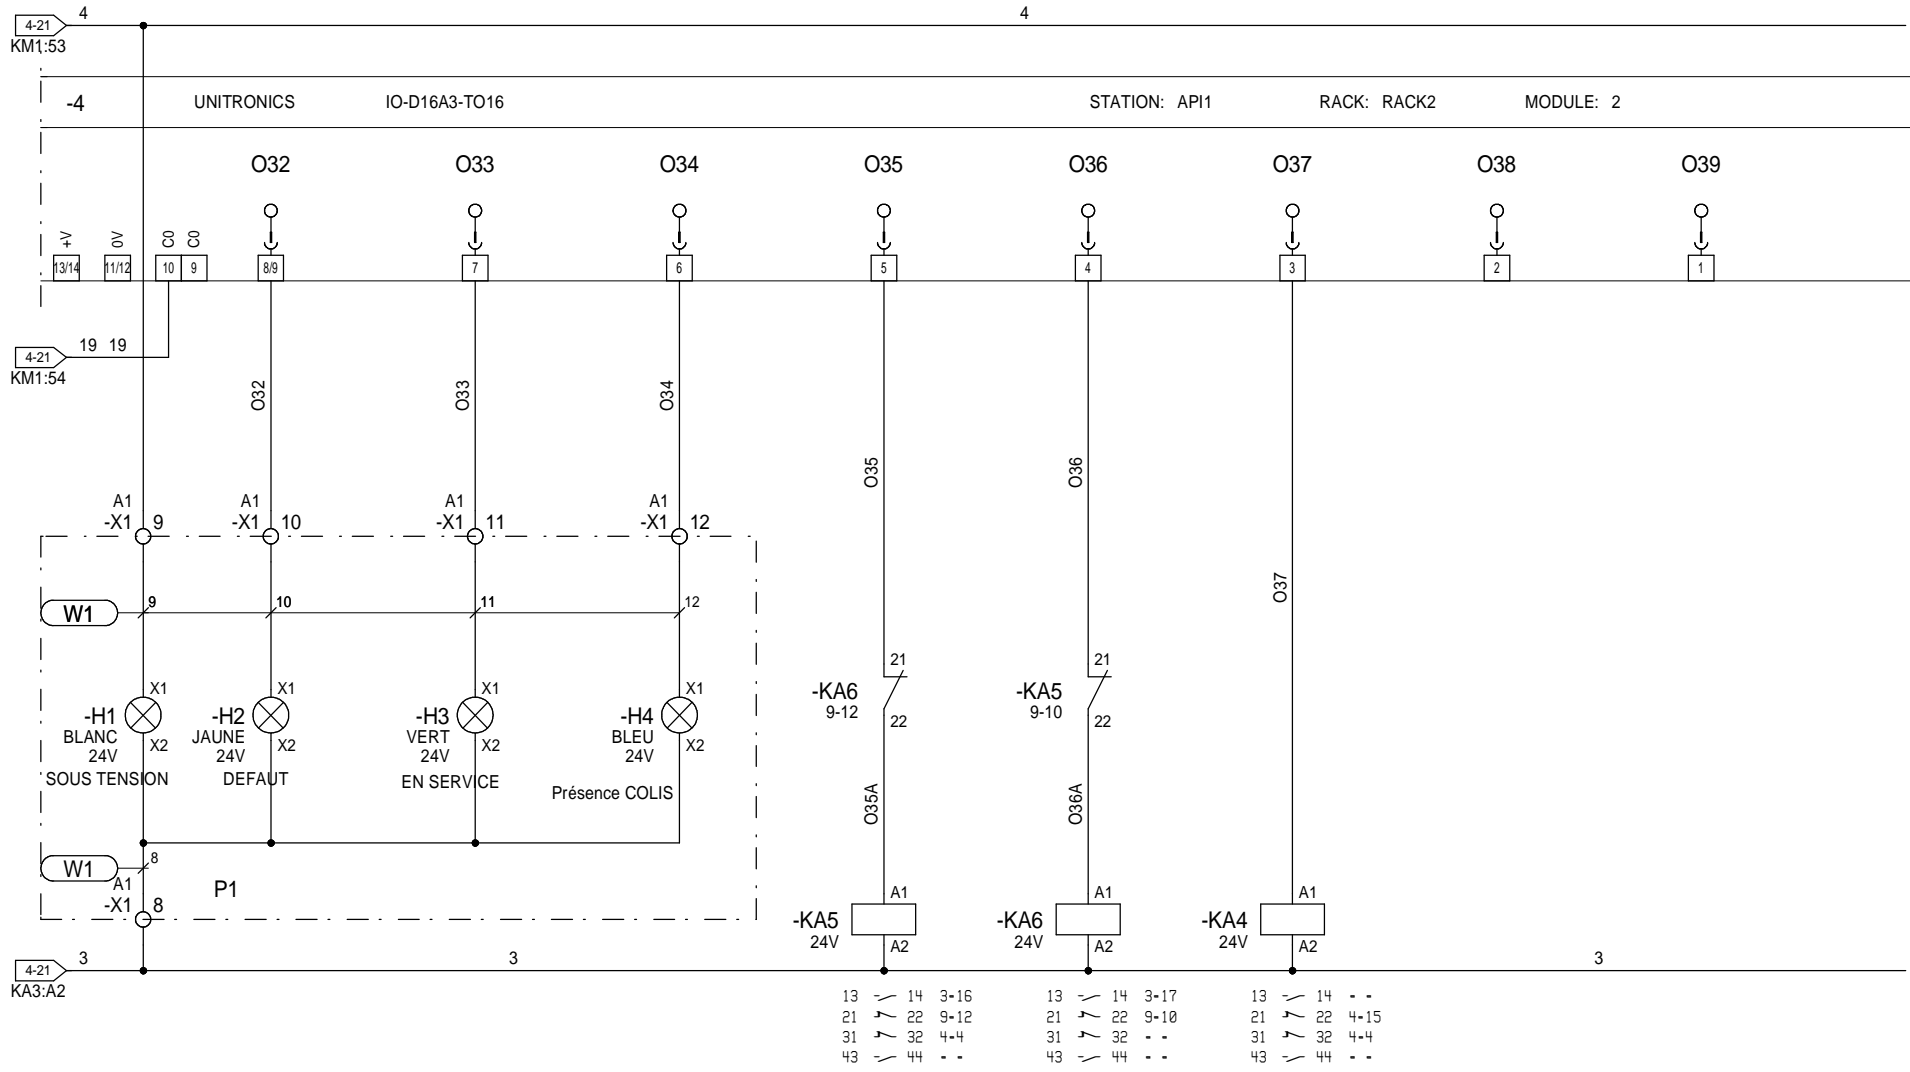 4
4
4-21
KM1:53
-4 UNITRONICS IO-D16A3-TO16 STATION: API1 RACK: RACK2 MODULE: 2
O32 O33 O34 O35 O36 O37 O38 O39
+V 0V C0 C0
13/14 11/12 10 9 8/9 7 6 5 4 3 2 1
19 19
4-21
KM1:54
O32 O33 O34
O35 O36
A1 A1 A1 A1
-X1 9 -X1 10 -X1 11 -X1 12
O37
W1 9 10 11 12
21 21
-KA6 -KA5
9-12 9-10
22 22
X1 X1 X1 X1
-H1 -H2 -H3 -H4
BLANC JAUNE VERT BLEU
24V 24V 24V 24V
X2 X2 X2 X2
SOUS TENSION DEFAUT EN SERVICE Présence COLIS
O35A O36A
W1 8
A1
-X1 8
P1
A1 A1 A1
-KA5 -KA6 -KA4
24V 24V 24V
A2 A2 A2
3 3 3
4-21
KA3:A2
13 14 3-16 13 14 3-17 13 14 - -
21 22 9-12 21 22 9-10 21 22 4-15
31 32 4-4 31 32 - - 31 32 4-4
43 44 - - 43 44 - - 43 44 - -